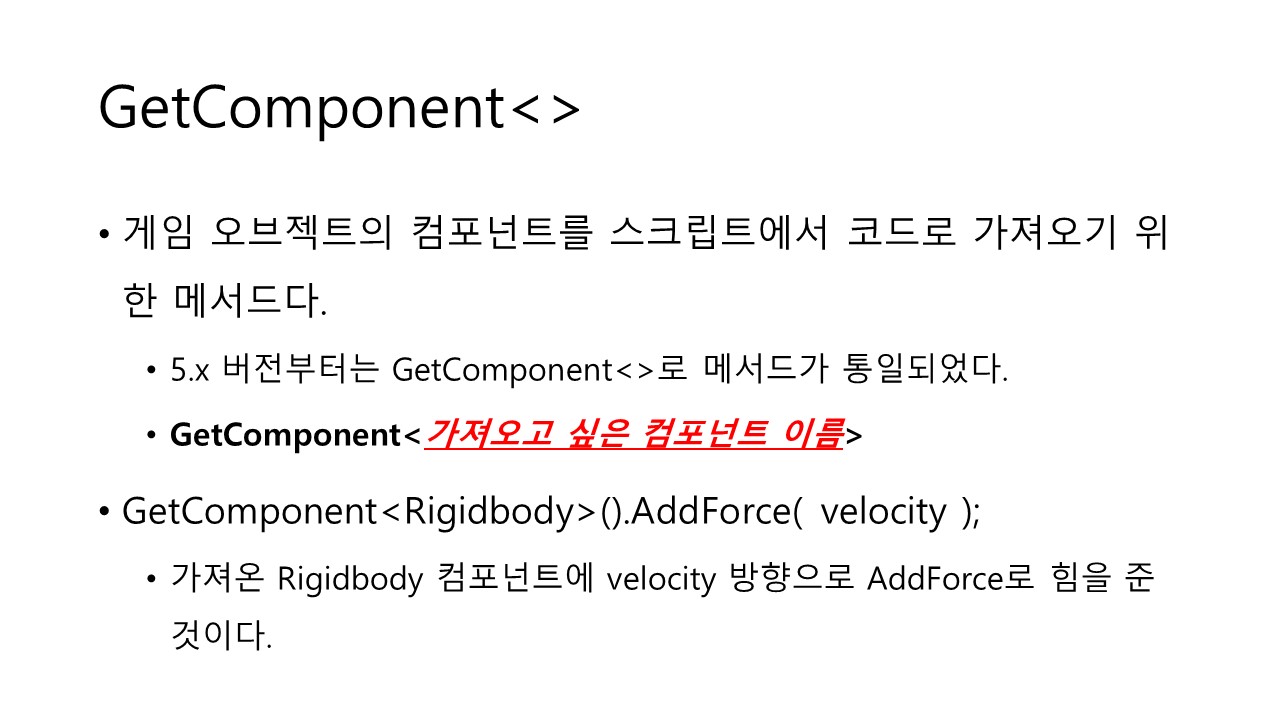 GetComponent<>
• 게임 오브젝트의 컴포넌트를 스크립트에서 코드로 가져오기 위
한 메서드다.
• 5.x 버전부터는 GetComponent<>로 메서드가 통일되었다.
• GetComponent<가져오고 싶은 컴포넌트 이름>
• GetComponent<Rigidbody>().AddForce( velocity );
• 가져온 Rigidbody 컴포넌트에 velocity 방향으로 AddForce로 힘을 준
것이다.